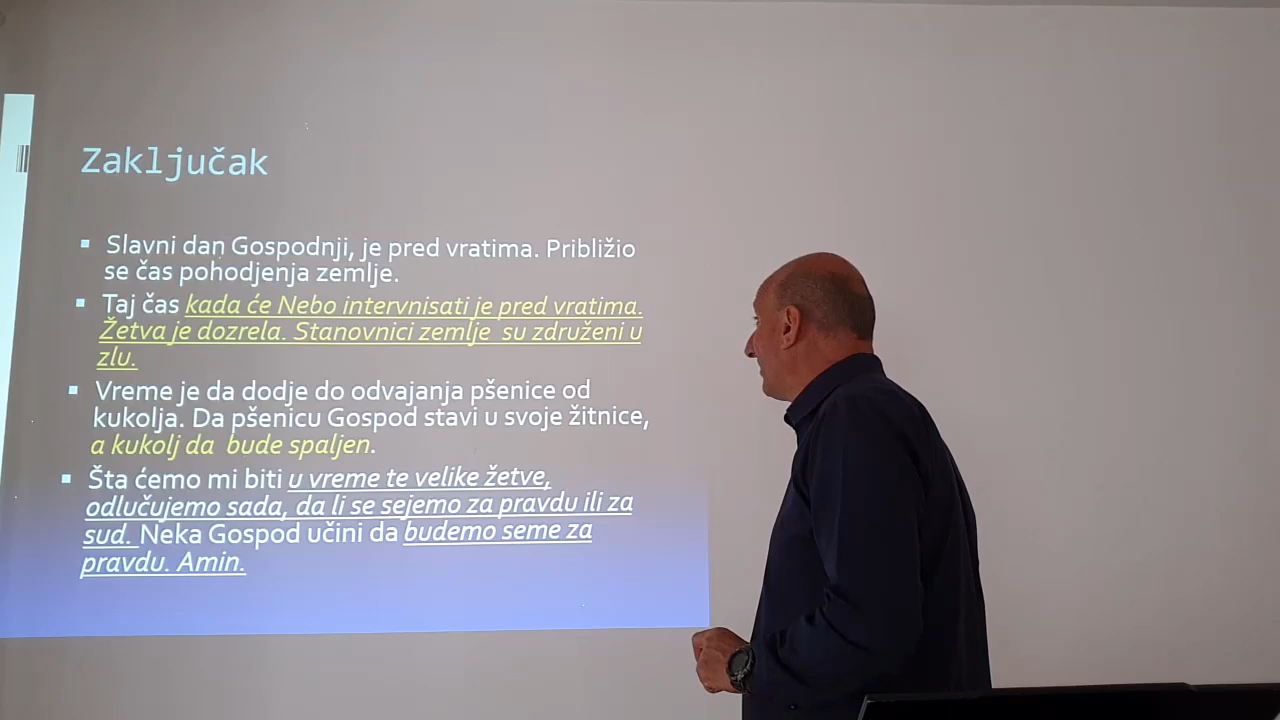 Zaključak
Slavni dan Gospodnji, je pred vratima. Približio
se čas pohodjenja zemlje.
Taj čas kada će Nebo intervnisati je pred vratima.
Žetva je dozrela. Stanovnici zemlje su združeni u
zlu.
Vreme je da dodje do odvajanja pšenice od
kukolja. Da pšenicu Gospod stavi u svoje žitnice,
a kukolj da bude spaljen.
Šta ćemo mi biti u vreme te velike žetve,
odlučujemo sada, da li se sejemo za pravdu ili za
sud. Neka Gospod učini da budemo seme za
pravdu. Amin.